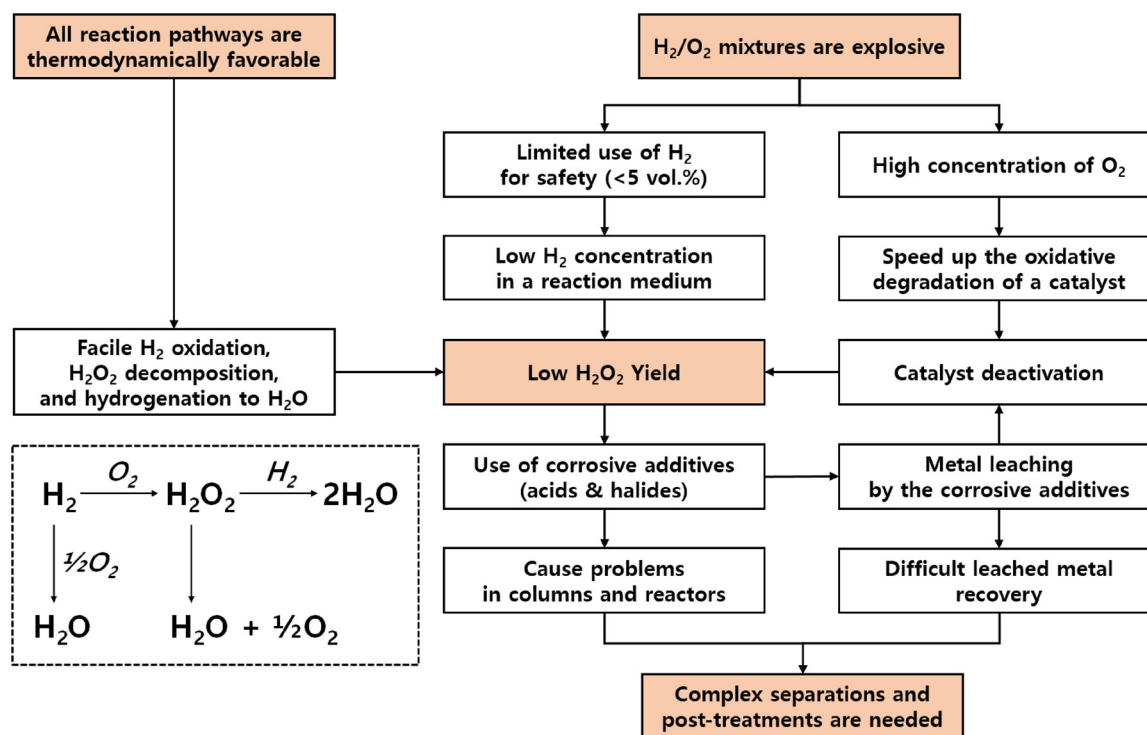 All reaction pathways are
thermodynamically favorable
H₂/O₂ mixtures are explosive
Limited use of H₂
for safety (<5 vol.%)
High concentration of O₂
Low H₂ concentration
in a reaction medium
Speed up the oxidative
degradation of a catalyst
Facile H₂ oxidation,
H₂O₂ decomposition,
and hydrogenation to H₂O
Low H₂O₂ Yield
Catalyst deactivation
Use of corrosive additives
(acids & halides)
Metal leaching
by the corrosive additives
Cause problems
in columns and reactors
Difficult leached metal
recovery
Complex separations and
post-treatments are needed
O₂ H₂
H₂ H₂O₂ 2H₂O
½O₂
H₂O H₂O + ½O₂